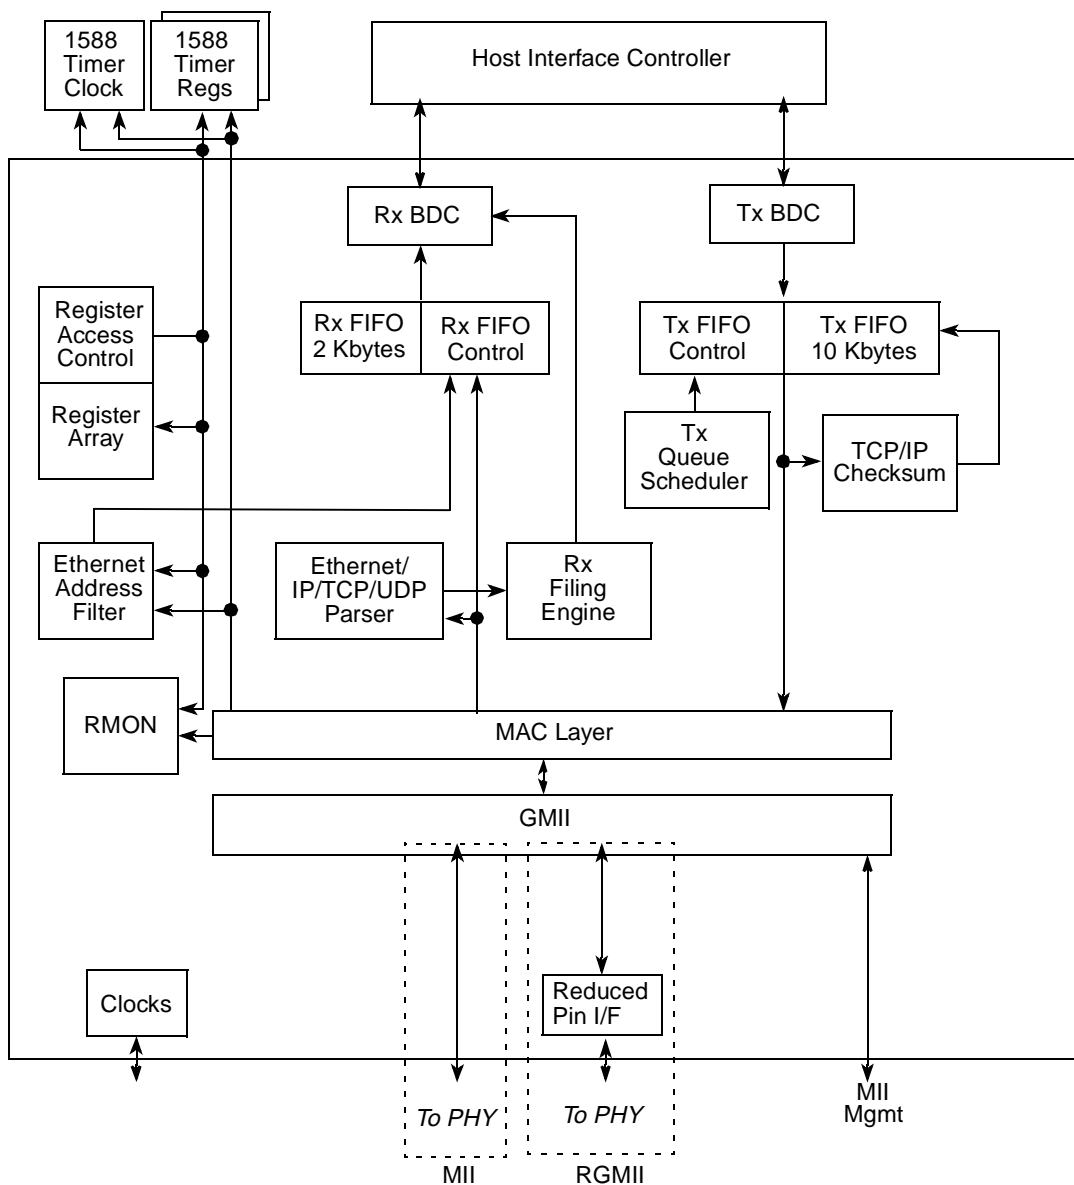 1588
Timer
Clock
1588
Timer
Regs
Host Interface Controller
Rx BDC
Tx BDC
Register
Access
Control
Register
Array
Rx FIFO
2 Kbytes
Rx FIFO
Control
Tx FIFO
Control
Tx FIFO
10 Kbytes
Tx
Queue
Scheduler
TCP/IP
Checksum
Ethernet
Address
Filter
Ethernet/
IP/TCP/UDP
Parser
Rx
Filing
Engine
RMON
MAC Layer
GMII
Clocks
Reduced
Pin I/F
To PHY
To PHY
MII
Mgmt
MII
RGMII